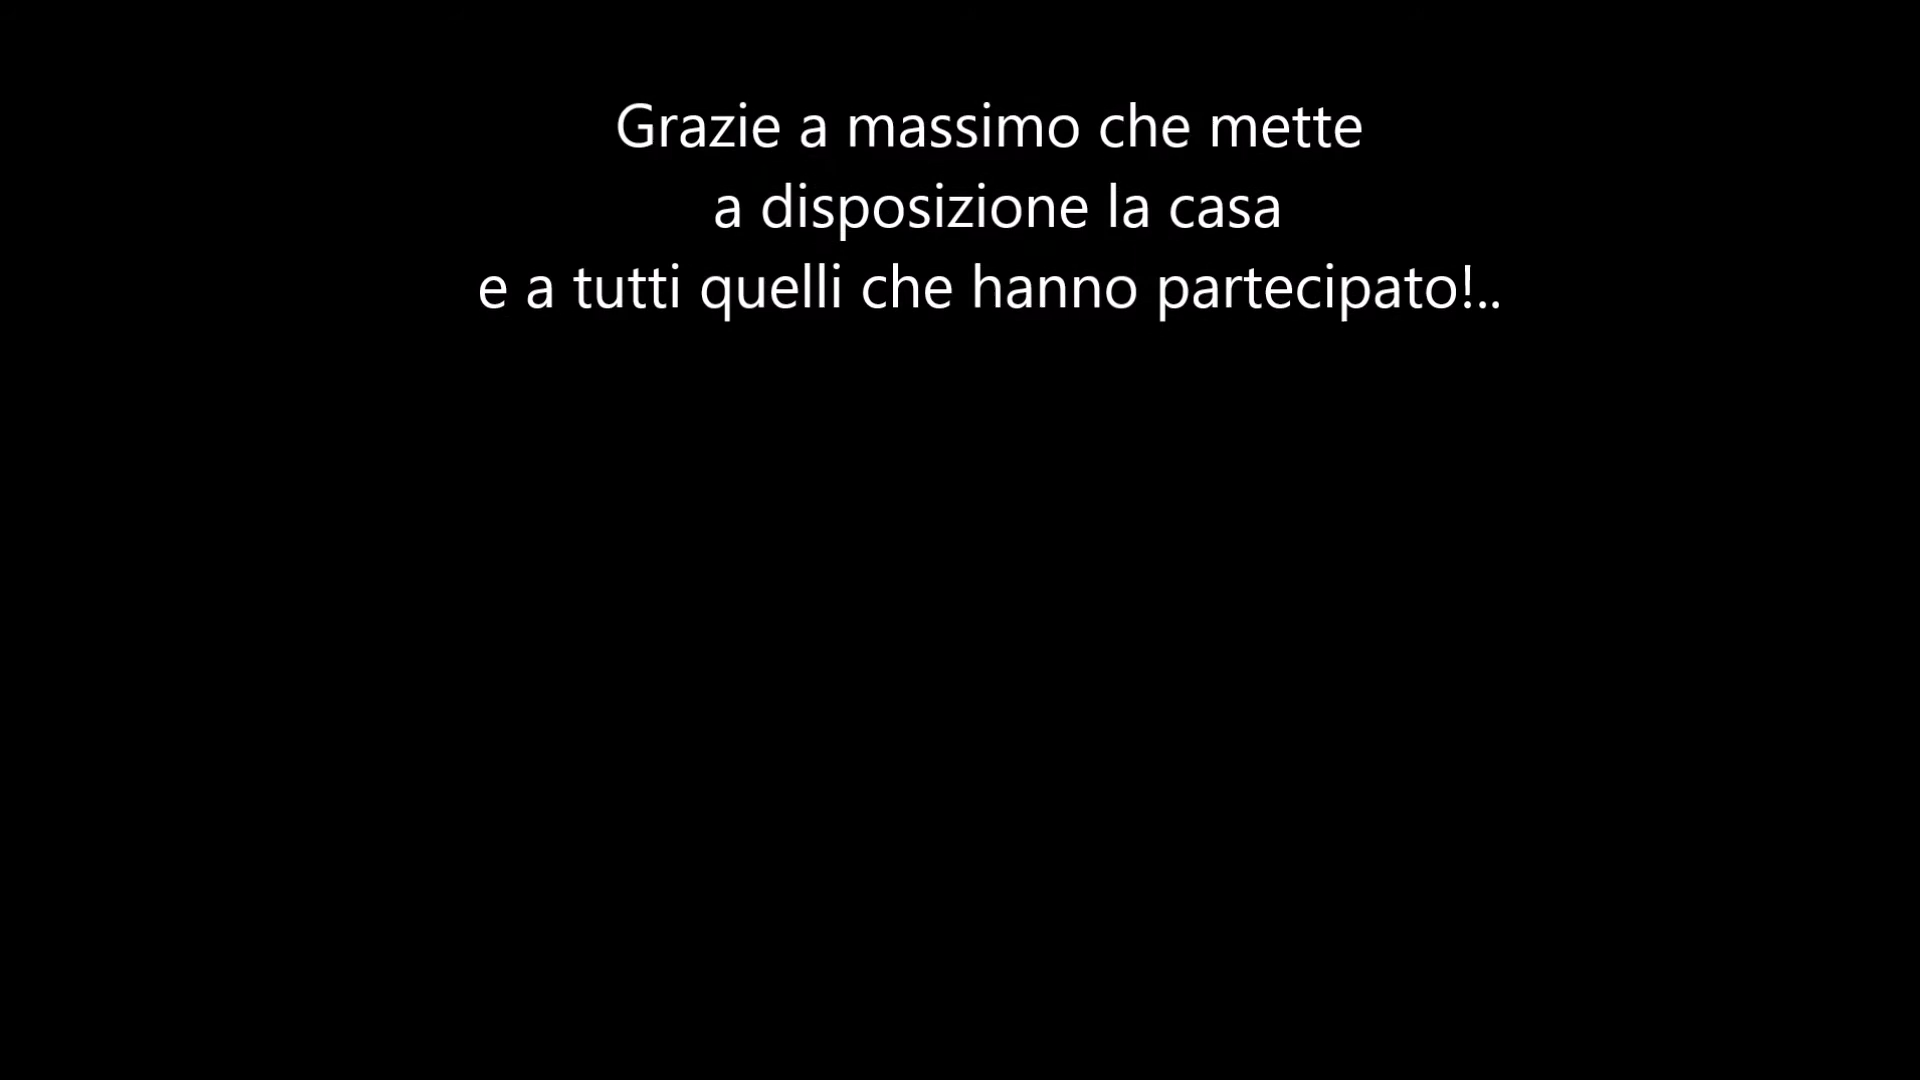 Grazie a massimo che mette
a disposizione la casa
e a tutti quelli che hanno partecipato!..